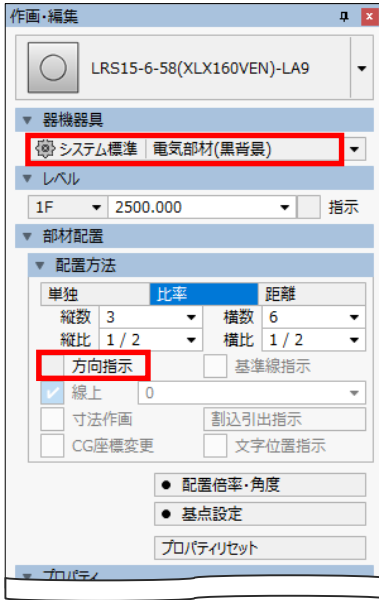 作画・編集
LRS15-6-58(XLX160VEN)-LA9
器機器具
システム標準 電気部材(黒背景)
レベル
1F 2500.000 指示
部材配置
配置方法
単独 比率 距離
縦数 3 横数 6
縦比 1 / 2 横比 1 / 2
方向指示 基準線指示
線上 0
寸法作画 割込引出指示
CG座標変更 文字位置指示
● 配置倍率・角度
● 基点設定
プロパティリセット
プロパティ